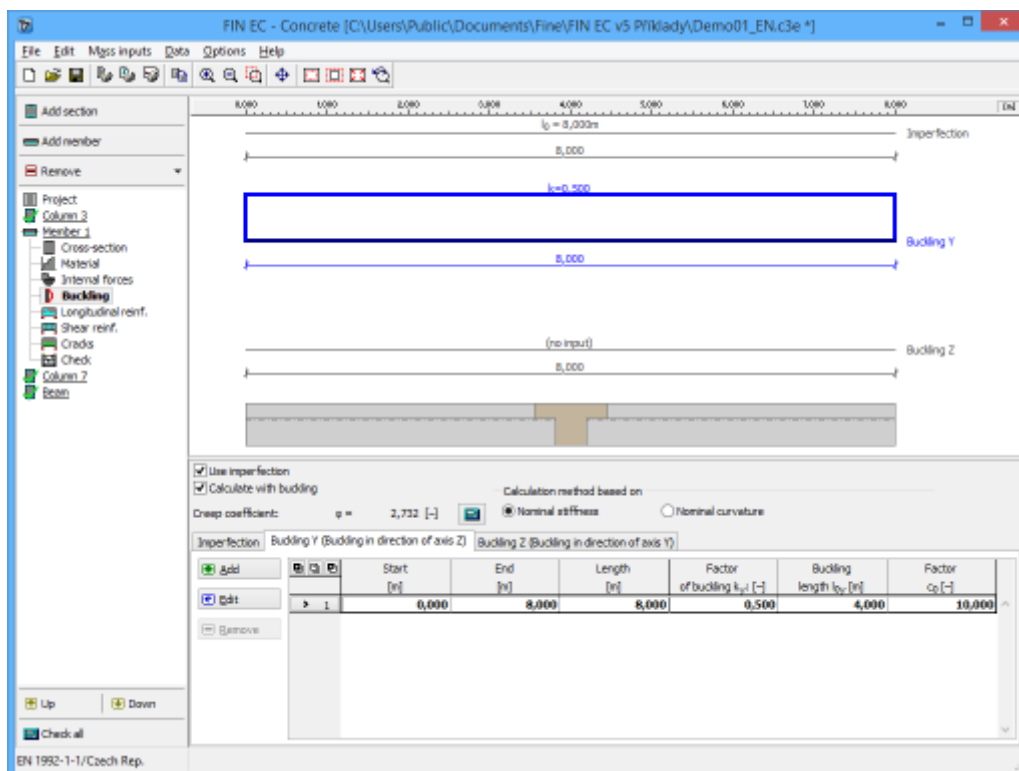 FIN EC - Concrete [C:\Users\Public\Documents\Fine\FIN EC v5 Příklady\Demo01_EN.c3e *]
File Edit Mass inputs Data Options Help
Add section
Add member
Remove
Project
Column 3
Member 1
Cross-section
Material
Internal forces
Buckling
Longitudinal reinf.
Shear reinf.
Cracks
Check
Column 7
Beam
Up Down
Check all
0,000 1,000 2,000 3,000 4,000 5,000 6,000 7,000 8,000 [m]
l0 = 8,000m
Imperfection
8,000
k=0.500
Buckling Y
8,000
(no input)
Buckling Z
8,000
Use imperfection
Calculate with buckling
Calculation method based on
Creep coefficient: φ = 2,732 [-] Nominal stiffness Nominal curvature
Imperfection Buckling Y (Buckling in direction of axis Z) Buckling Z (Buckling in direction of axis Y)
Add
Edit
Remove
Start End Length Factor Buckling Factor
[m] [m] [m] of buckling ky [-] length l0y [m] c0 [-]
> 1 0,000 8,000 8,000 0,500 4,000 10,000
EN 1992-1-1/Czech Rep.